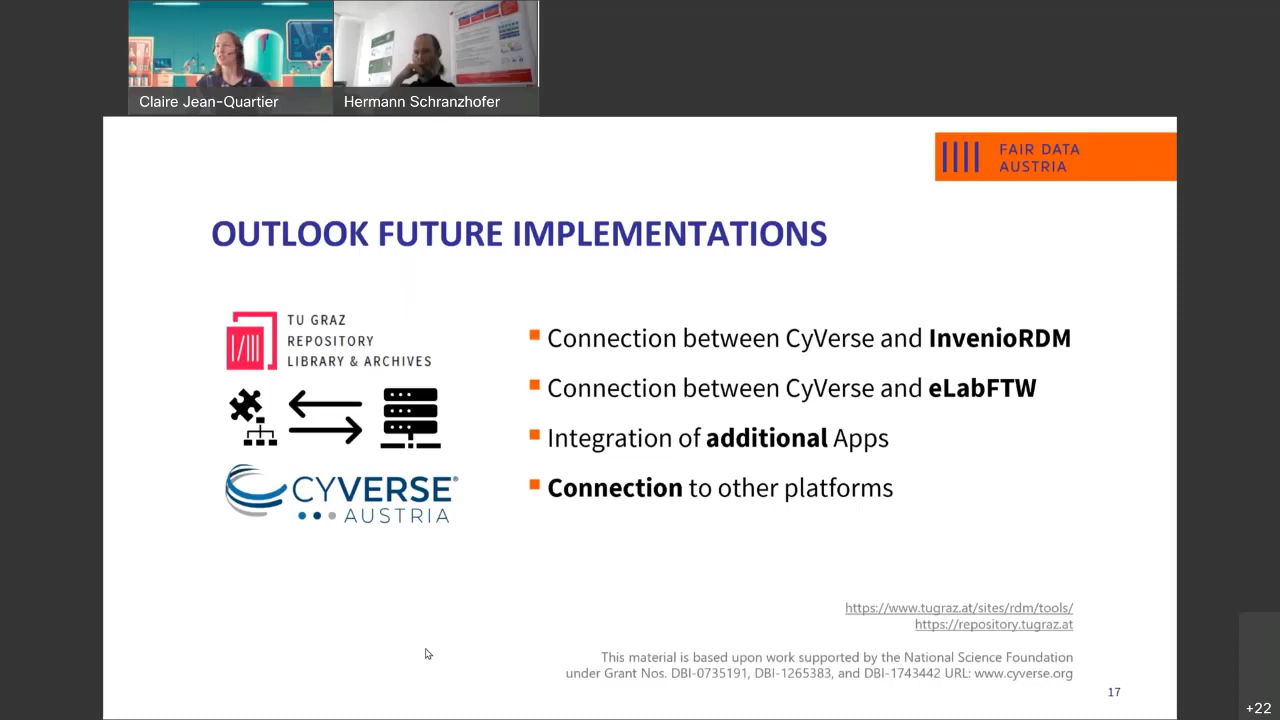 Claire Jean-Quartier
Hermann Schranzhofer
FAIR DATA
AUSTRIA
OUTLOOK FUTURE IMPLEMENTATIONS
TU GRAZ
REPOSITORY
LIBRARY & ARCHIVES
CYVERSE®
AUSTRIA
Connection between CyVerse and InvenioRDM
Connection between CyVerse and eLabFTW
Integration of additional Apps
Connection to other platforms
https://www.tugraz.at/sites/rdm/tools/
https://repository.tugraz.at
This material is based upon work supported by the National Science Foundation
under Grant Nos. DBI-0735191, DBI-1265383, and DBI-1743442 URL: www.cyverse.org
17
+22